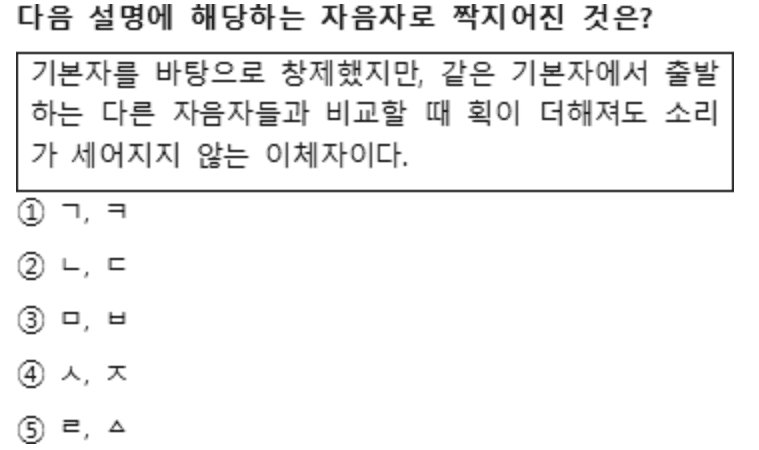 다음 설명에 해당하는 자음자로 짝지어진 것은?
기본자를 바탕으로 창제했지만, 같은 기본자에서 출발
하는 다른 자음자들과 비교할 때 획이 더해져도 소리
가 세어지지 않는 이체자이다.
① ㄱ, ㅋ
② ㄴ, ㄷ
③ ㅁ, ㅂ
④ ㅅ, ㅈ
⑤ ㄹ, ㅿ